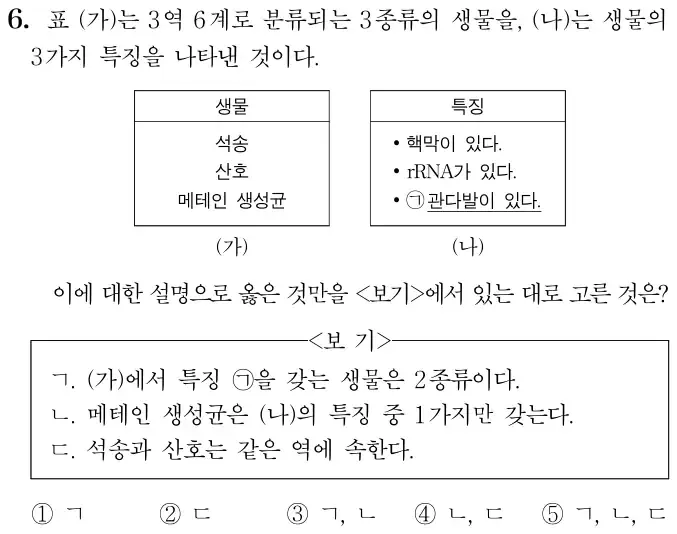 6. 표 (가)는 3역 6계로 분류되는 3종류의 생물을, (나)는 생물의
3가지 특징을 나타낸 것이다.
생물
석송
산호
메테인 생성균
(가)
특징
• 핵막이 있다.
• rRNA가 있다.
• ㉠관다발이 있다.
(나)
이에 대한 설명으로 옳은 것만을 <보기>에서 있는 대로 고른 것은?
<보 기>
ㄱ. (가)에서 특징 ㉠을 갖는 생물은 2종류이다.
ㄴ. 메테인 생성균은 (나)의 특징 중 1가지만 갖는다.
ㄷ. 석송과 산호는 같은 역에 속한다.
① ㄱ ② ㄷ ③ ㄱ, ㄴ ④ ㄴ, ㄷ ⑤ ㄱ, ㄴ, ㄷ